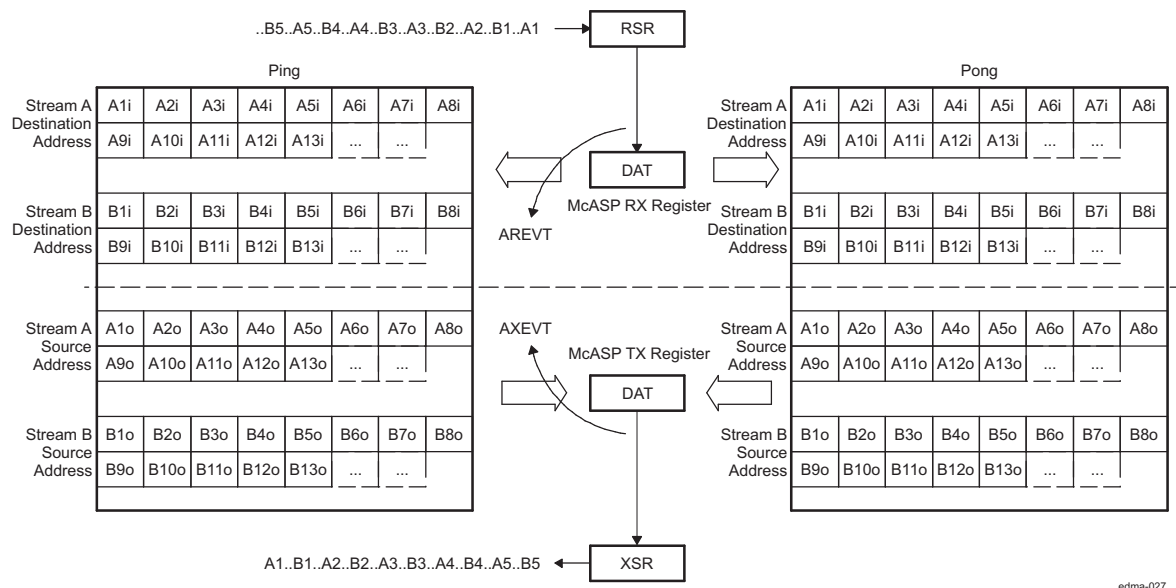 ..B5..A5..B4..A4..B3..A3..B2..A2..B1..A1
RSR
Ping
Pong
Stream A
Destination
Address
A1i A2i A3i A4i A5i A6i A7i A8i
A9i A10i A11i A12i A13i ... ...
Stream B
Destination
Address
B1i B2i B3i B4i B5i B6i B7i B8i
B9i B10i B11i B12i B13i ... ...
DAT
McASP RX Register
AREVT
Stream A
Destination
Address
A1i A2i A3i A4i A5i A6i A7i A8i
A9i A10i A11i A12i A13i ... ...
Stream B
Destination
Address
B1i B2i B3i B4i B5i B6i B7i B8i
B9i B10i B11i B12i B13i ... ...
Stream A
Source
Address
A1o A2o A3o A4o A5o A6o A7o A8o
A9o A10o A11o A12o A13o ... ...
Stream B
Source
Address
B1o B2o B3o B4o B5o B6o B7o B8o
B9o B10o B11o B12o B13o ... ...
AXEVT
McASP TX Register
DAT
Stream A
Source
Address
A1o A2o A3o A4o A5o A6o A7o A8o
A9o A10o A11o A12o A13o ... ...
Stream B
Source
Address
B1o B2o B3o B4o B5o B6o B7o B8o
B9o B10o B11o B12o B13o ... ...
A1..B1..A2..B2..A3..B3..A4..B4..A5..B5
XSR
edma-027